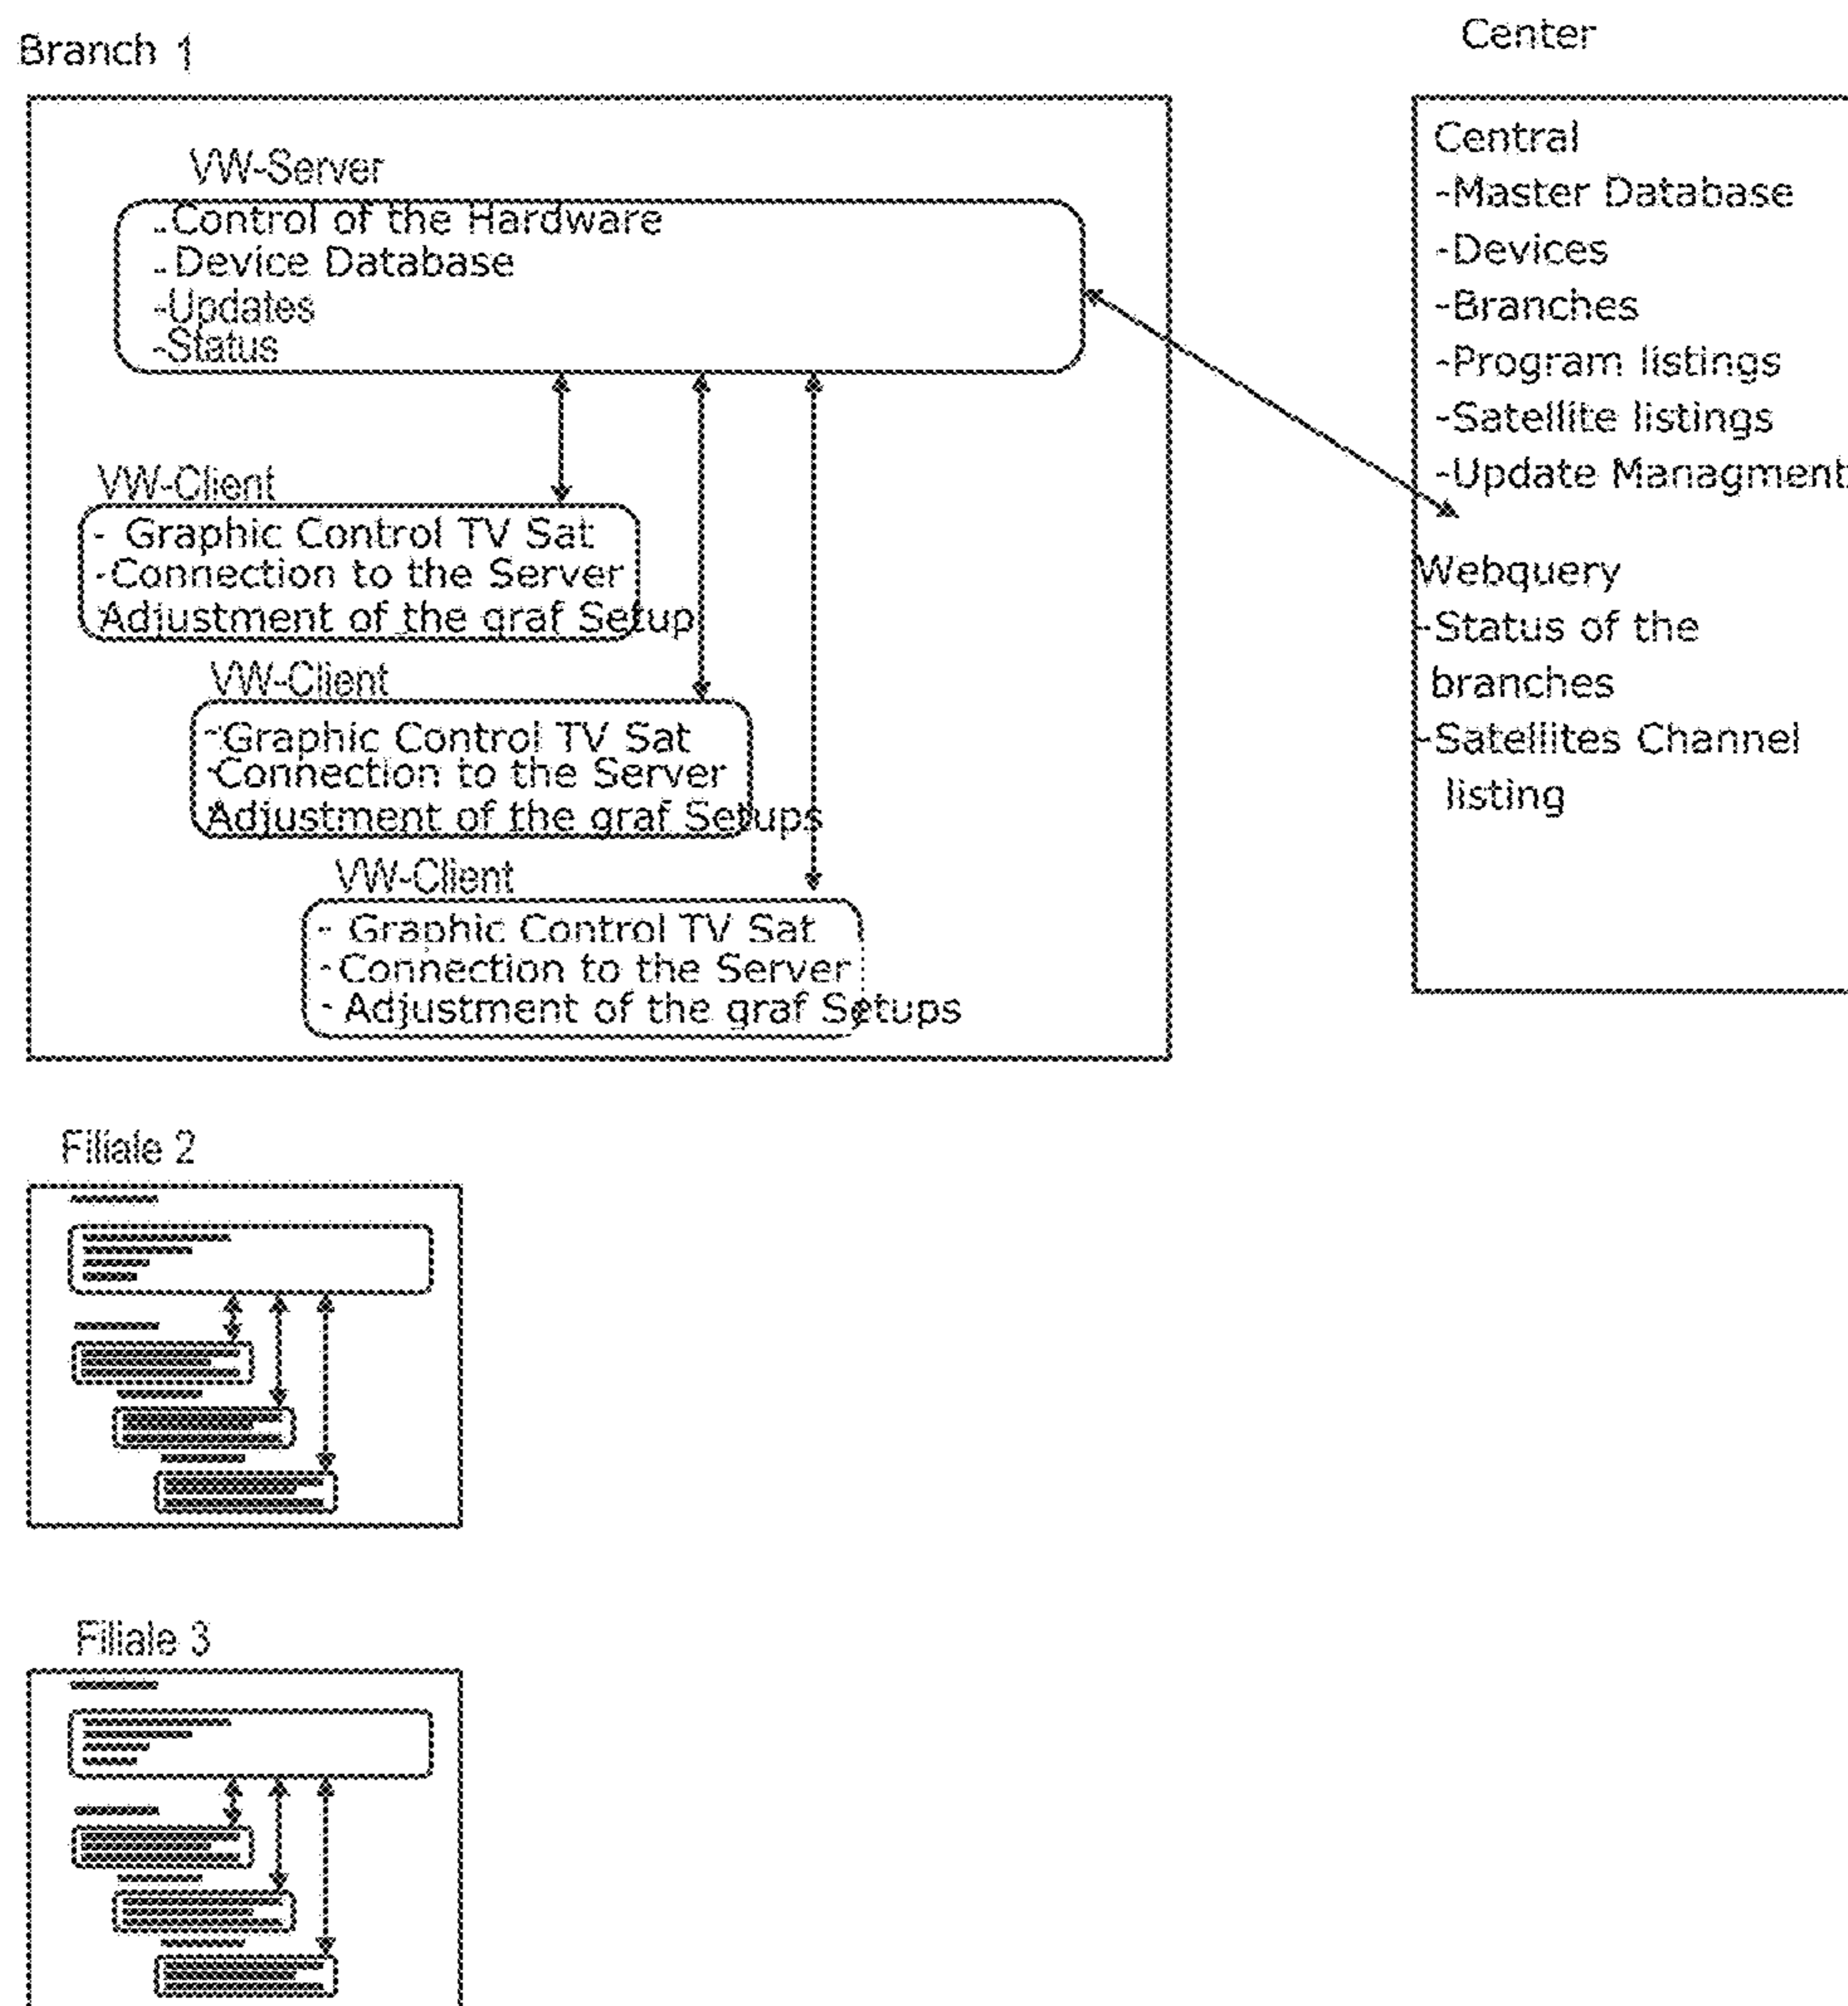 Branch 1
VW-Server
-Control of the Hardware
-Device Database
-Updates
-Status
VW-Client
- Graphic Control TV Sat
-Connection to the Server
Adjustment of the graf Setup
VW-Client
-Graphic Control TV Sat
-Connection to the Server
Adjustment of the graf Setups
VW-Client
- Graphic Control TV Sat
-Connection to the Server
- Adjustment of the graf Setups
Center
Central
-Master Database
-Devices
-Branches
-Program listings
-Satellite listings
-Update Managment
Webquery
-Status of the
branches
-Satellites Channel
listing
Filiale 2
Filiale 3